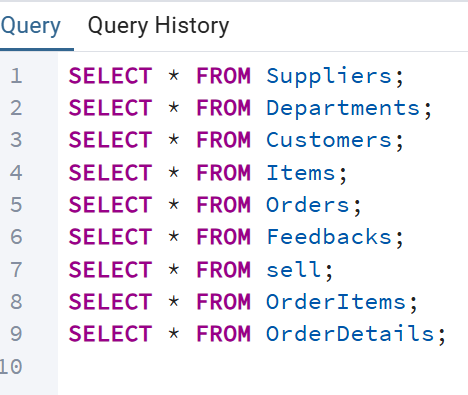 Query Query History
1 SELECT * FROM Suppliers;
2 SELECT * FROM Departments;
3 SELECT * FROM Customers;
4 SELECT * FROM Items;
5 SELECT * FROM Orders;
6 SELECT * FROM Feedbacks;
7 SELECT * FROM sell;
8 SELECT * FROM OrderItems;
9 SELECT * FROM OrderDetails;
10